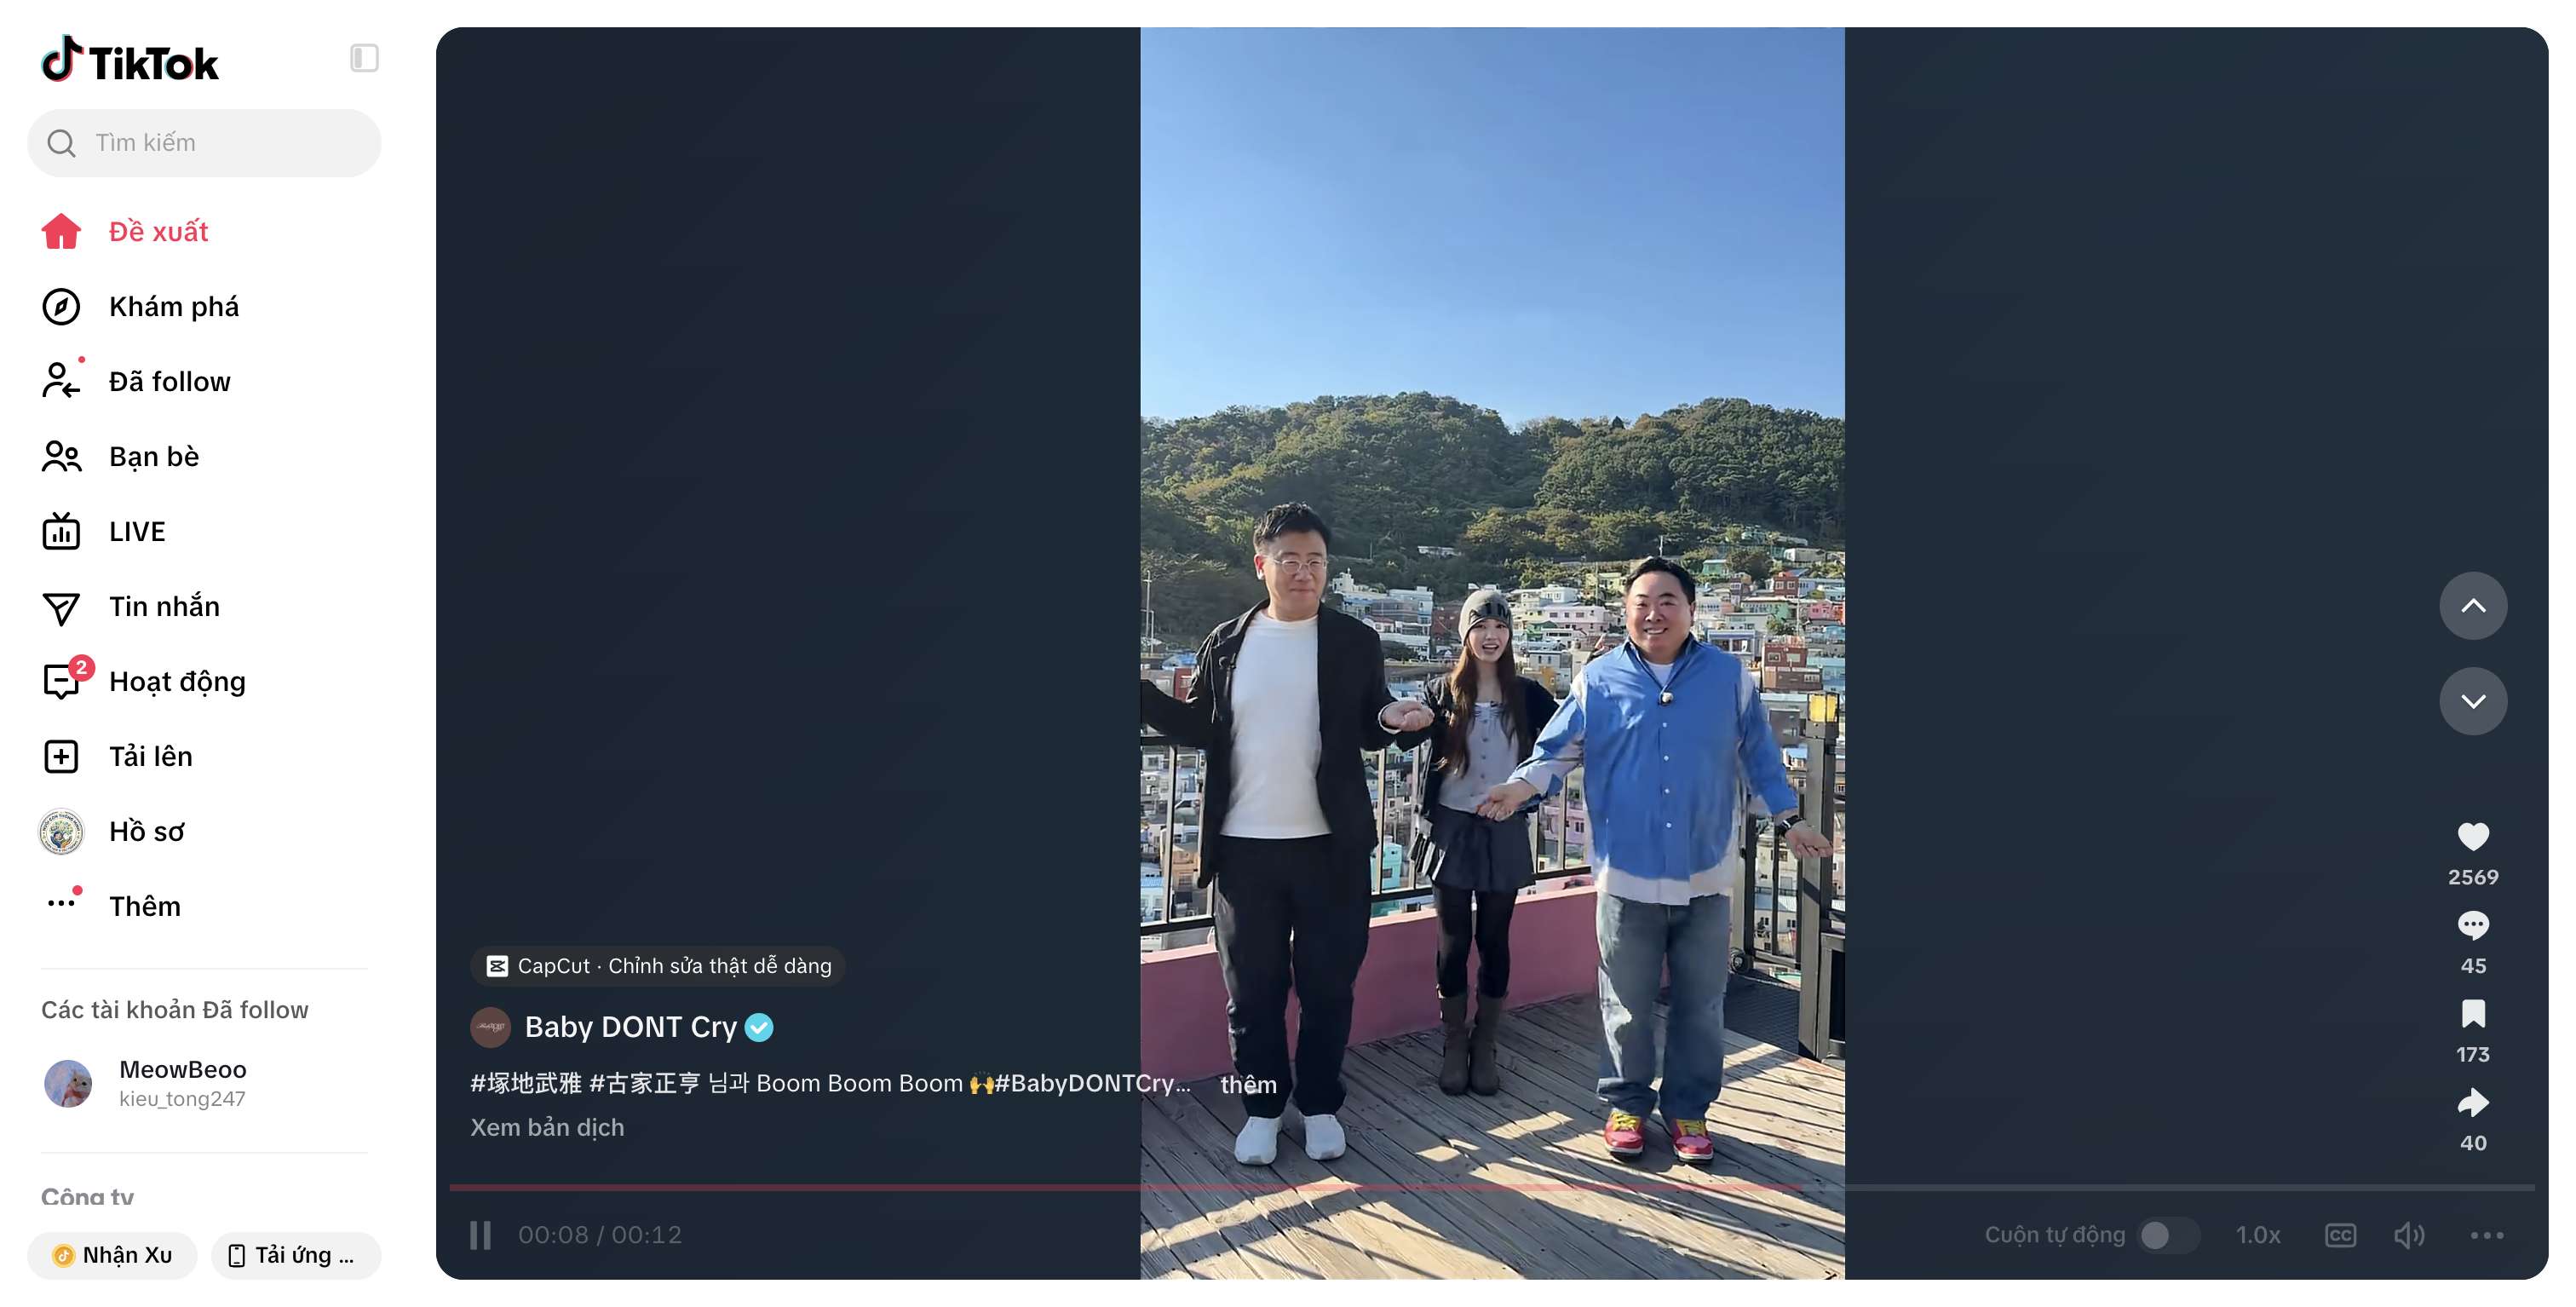 TikTok
Tìm kiếm
Đề xuất
Khám phá
Đã follow
Bạn bè
LIVE
Tin nhắn
2
Hoạt động
Tải lên
Hồ sơ
Thêm
Các tài khoản Đã follow
MeowBeoo
kieu_tong247
Công ty
Nhận Xu
Tải ứng ...
CapCut · Chỉnh sửa thật dễ dàng
Baby DONT Cry
#塚地武雅 #古家正亨 님과 Boom Boom Boom 🙌#BabyDONTCry... thêm
Xem bản dịch
00:08 / 00:12
2569
45
173
40
Cuộn tự động
1.0x
CC